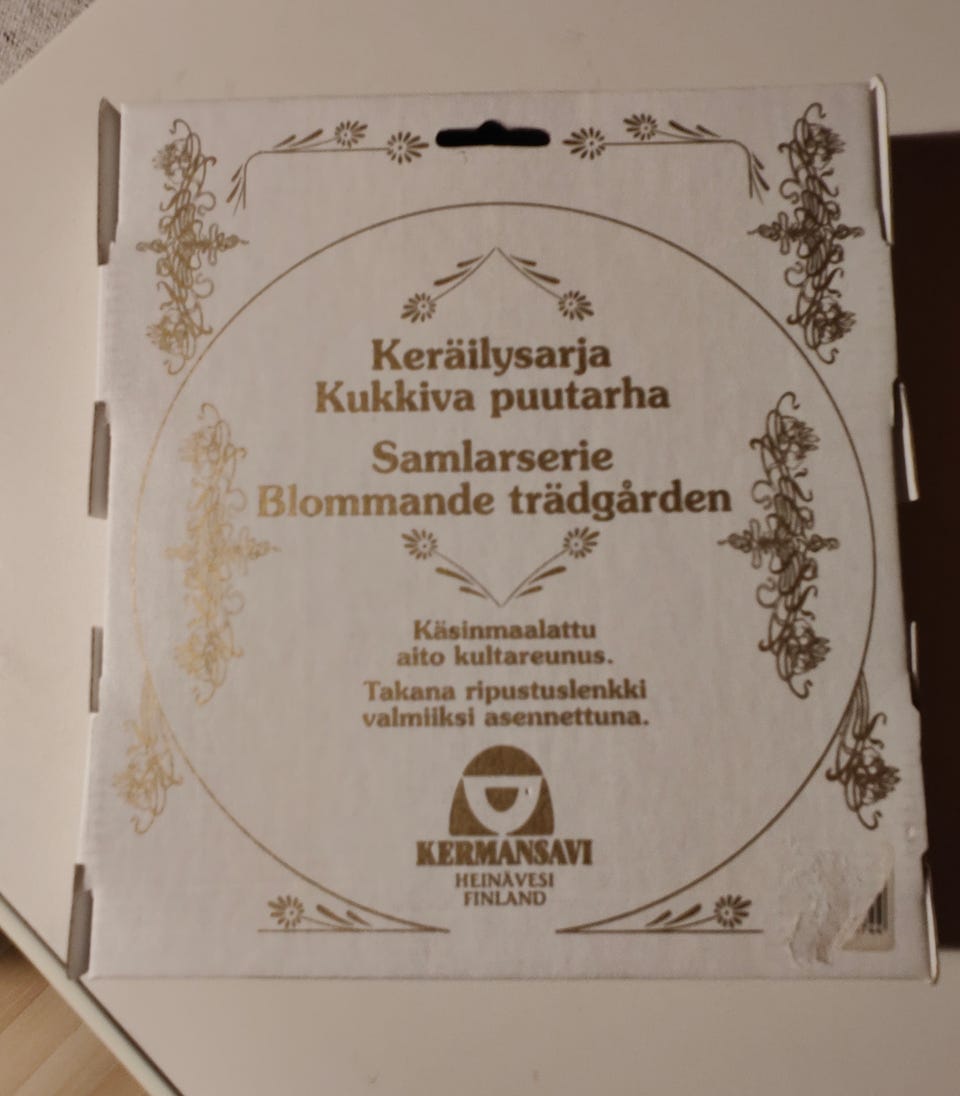 Keräilysarja
Kukkiva puutarha
Samlarserie
Blommande trädgården
Käsinmaalattu
aito kultareunus.
Takana ripustuslenkki
valmiiksi asennettuna.
KERMANSAVI
HEINÄVESI
FINLAND